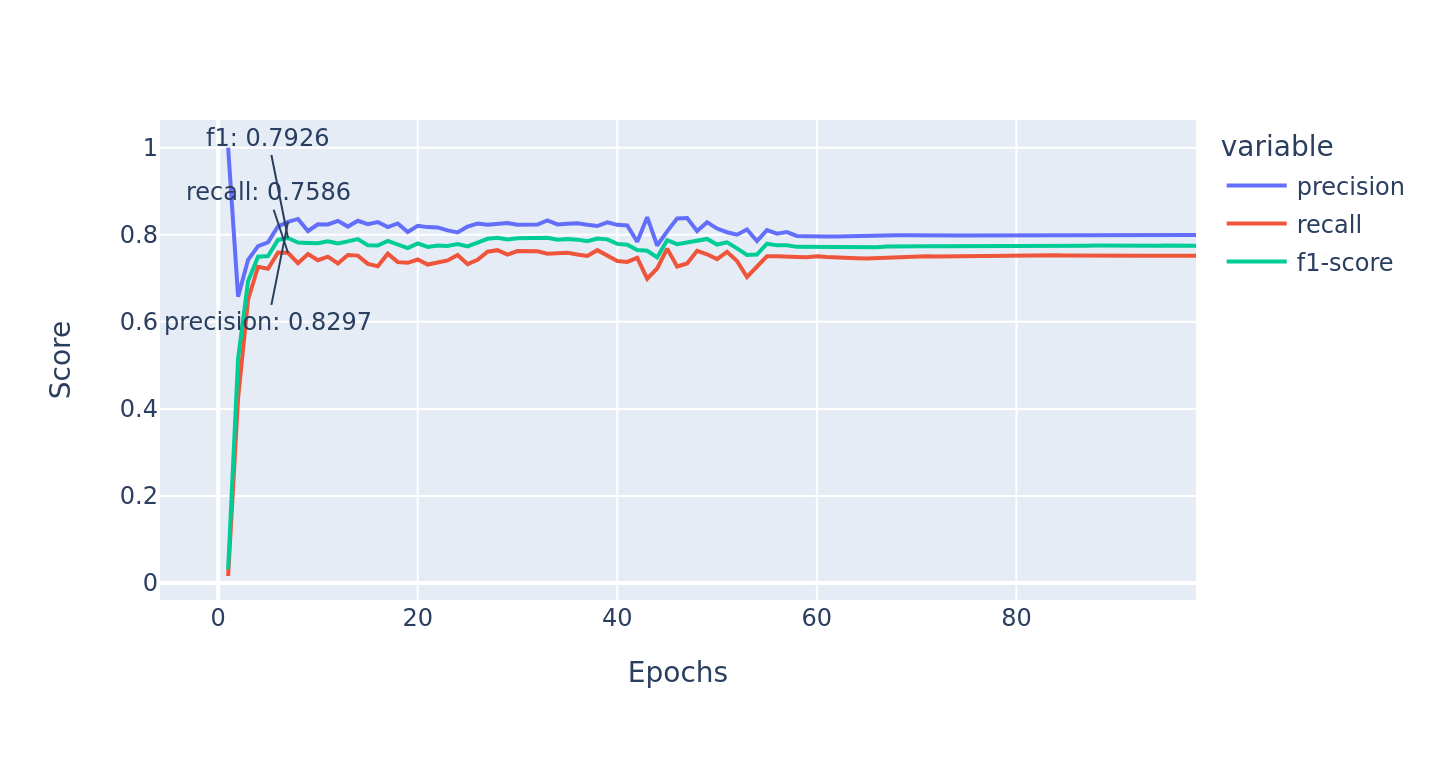 f1: 0.7926
recall: 0.7586
precision: 0.8297
1
0.8
0.6
0.4
0.2
0
0 20 40 60 80
Score
Epochs
variable
precision
recall
f1-score